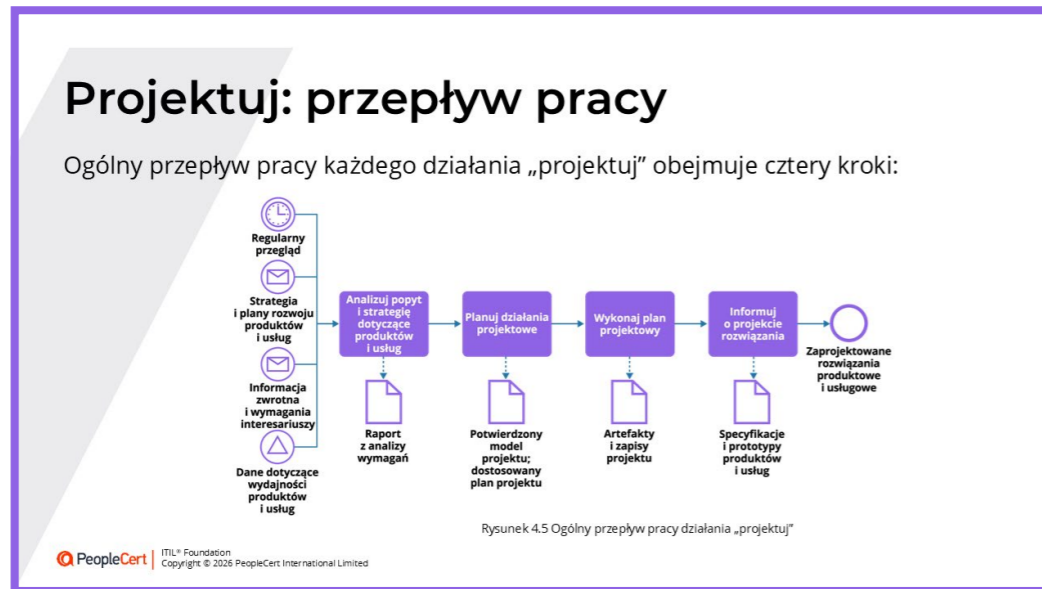 Projektuj: przepływ pracy
Ogólny przepływ pracy każdego działania „projektuj” obejmuje cztery kroki:
Regularny
przegląd
Strategia
i plany rozwoju
produktów
i usług
Informacja
zwrotna
i wymagania
interesariuszy
Dane dotyczące
wydajności
produktów
i usług
Analizuj popyt
i strategię
dotyczące
produktów
i usług
Planuj działania
projektowe
Wykonaj plan
projektowy
Informuj
o projekcie
rozwiązania
Zaprojektowane
rozwiązania
produktowe
i usługowe
Raport
z analizy
wymagań
Potwierdzony
model
projektu;
dostosowany
plan projektu
Artefakty
i zapisy
projektu
Specyfikacje
i prototypy
produktów
i usług
Rysunek 4.5 Ogólny przepływ pracy działania „projektuj”
PeopleCert
ITIL® Foundation
Copyright © 2026 PeopleCert International Limited